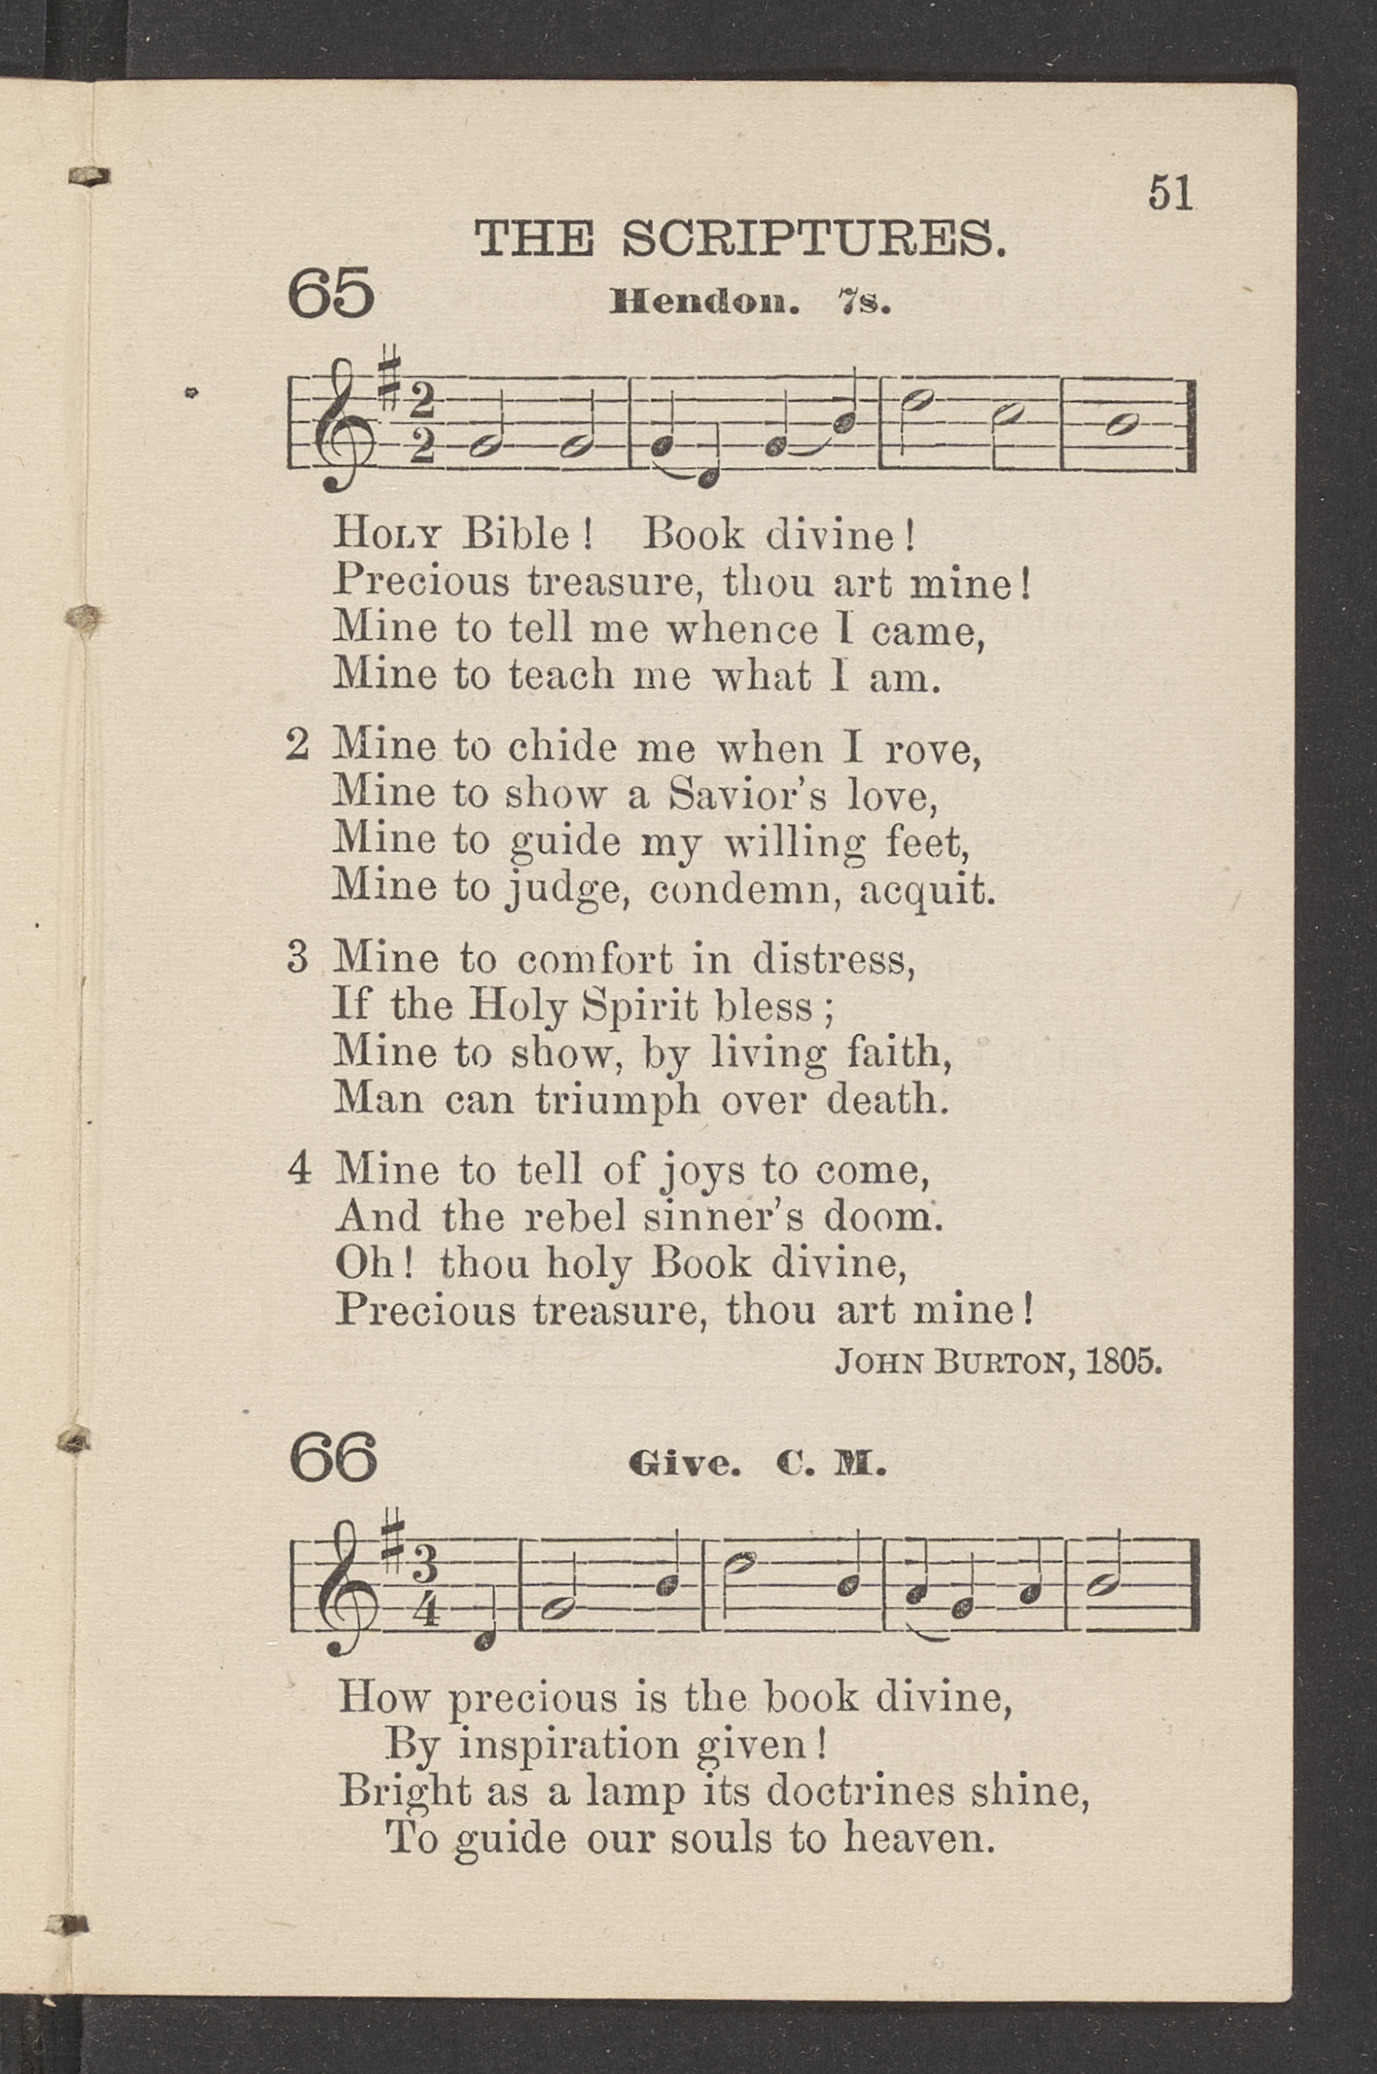 51
THE SCRIPTURES.
65 Hendon. 7s.
2
2
HOLY Bible! Book divine!
Precious treasure, thou art mine!
Mine to tell me whence I came,
Mine to teach me what I am.
2 Mine to chide me when I rove,
Mine to show a Savior's love,
Mine to guide my willing feet,
Mine to judge, condemn, acquit.
3 Mine to comfort in distress,
If the Holy Spirit bless;
Mine to show, by living faith,
Man can triumph over death.
4 Mine to tell of joys to come,
And the rebel sinner's doom.
Oh! thou holy Book divine,
Precious treasure, thou art mine!
JOHN BURTON, 1805.
66 Give. C. M.
3
4
How precious is the book divine,
By inspiration given!
Bright as a lamp its doctrines shine,
To guide our souls to heaven.